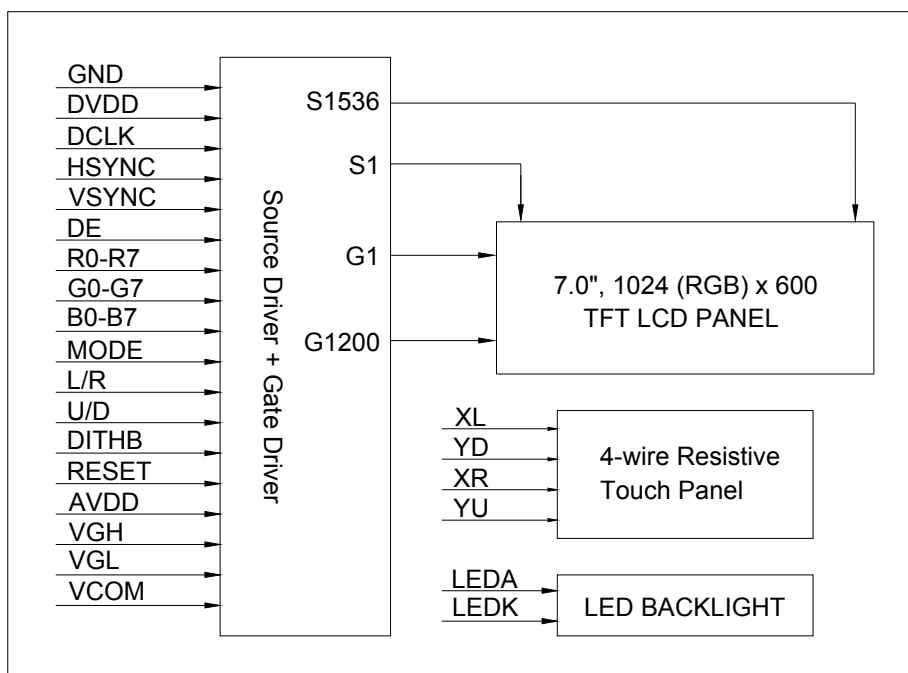 GND
DVDD
DCLK
HSYNC
VSYNC
DE
R0-R7
G0-G7
B0-B7
MODE
L/R
U/D
DITHB
RESET
AVDD
VGH
VGL
VCOM
Source Driver + Gate Driver
S1536
S1
G1
G1200
7.0", 1024 (RGB) x 600
TFT LCD PANEL
XL
YD
XR
YU
4-wire Resistive
Touch Panel
LEDA
LEDK
LED BACKLIGHT